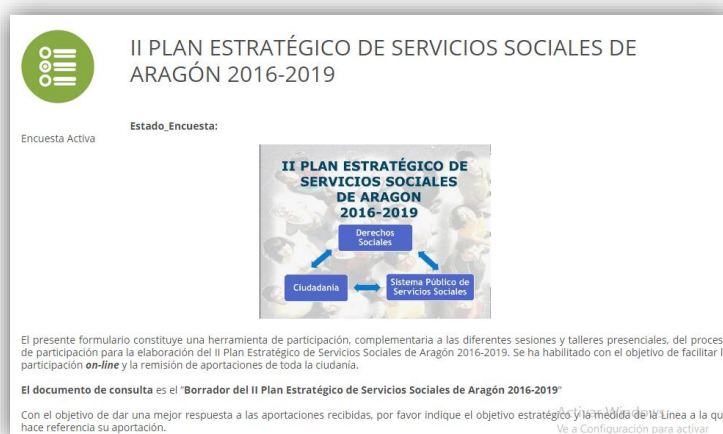 II PLAN ESTRATÉGICO DE SERVICIOS SOCIALES DE
ARAGÓN 2016-2019
Encuesta Activa
Estado_Encuesta:
II PLAN ESTRATÉGICO DE
SERVICIOS SOCIALES
DE ARAGON
2016-2019
Derechos
Sociales
Ciudadanía
Sistema Público de
Servicios Sociales
El presente formulario constituye una herramienta de participación, complementaria a las diferentes sesiones y talleres presenciales, del proces
de participación para la elaboración del II Plan Estratégico de Servicios Sociales de Aragón 2016-2019. Se ha habilitado con el objetivo de facilitar l
participación on-line y la remisión de aportaciones de toda la ciudanía.
El documento de consulta es el "Borrador del II Plan Estratégico de Servicios Sociales de Aragón 2016-2019"
Con el objetivo de dar una mejor respuesta a las aportaciones recibidas, por favor indique el objetivo estratégico y la medida de la Línea a la qu
hace referencia su aportación.
Activar Windows
Ve a Configuración para activar